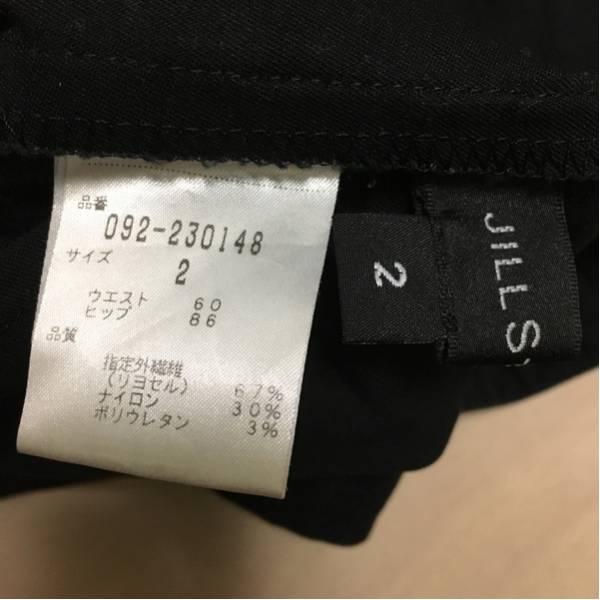 品番
092-230148
サイズ
2
ウエスト 60
ヒップ 86
品質
指定外繊維
(リヨセル) 67%
ナイロン 30%
ポリウレタン 3%
2
JILL S